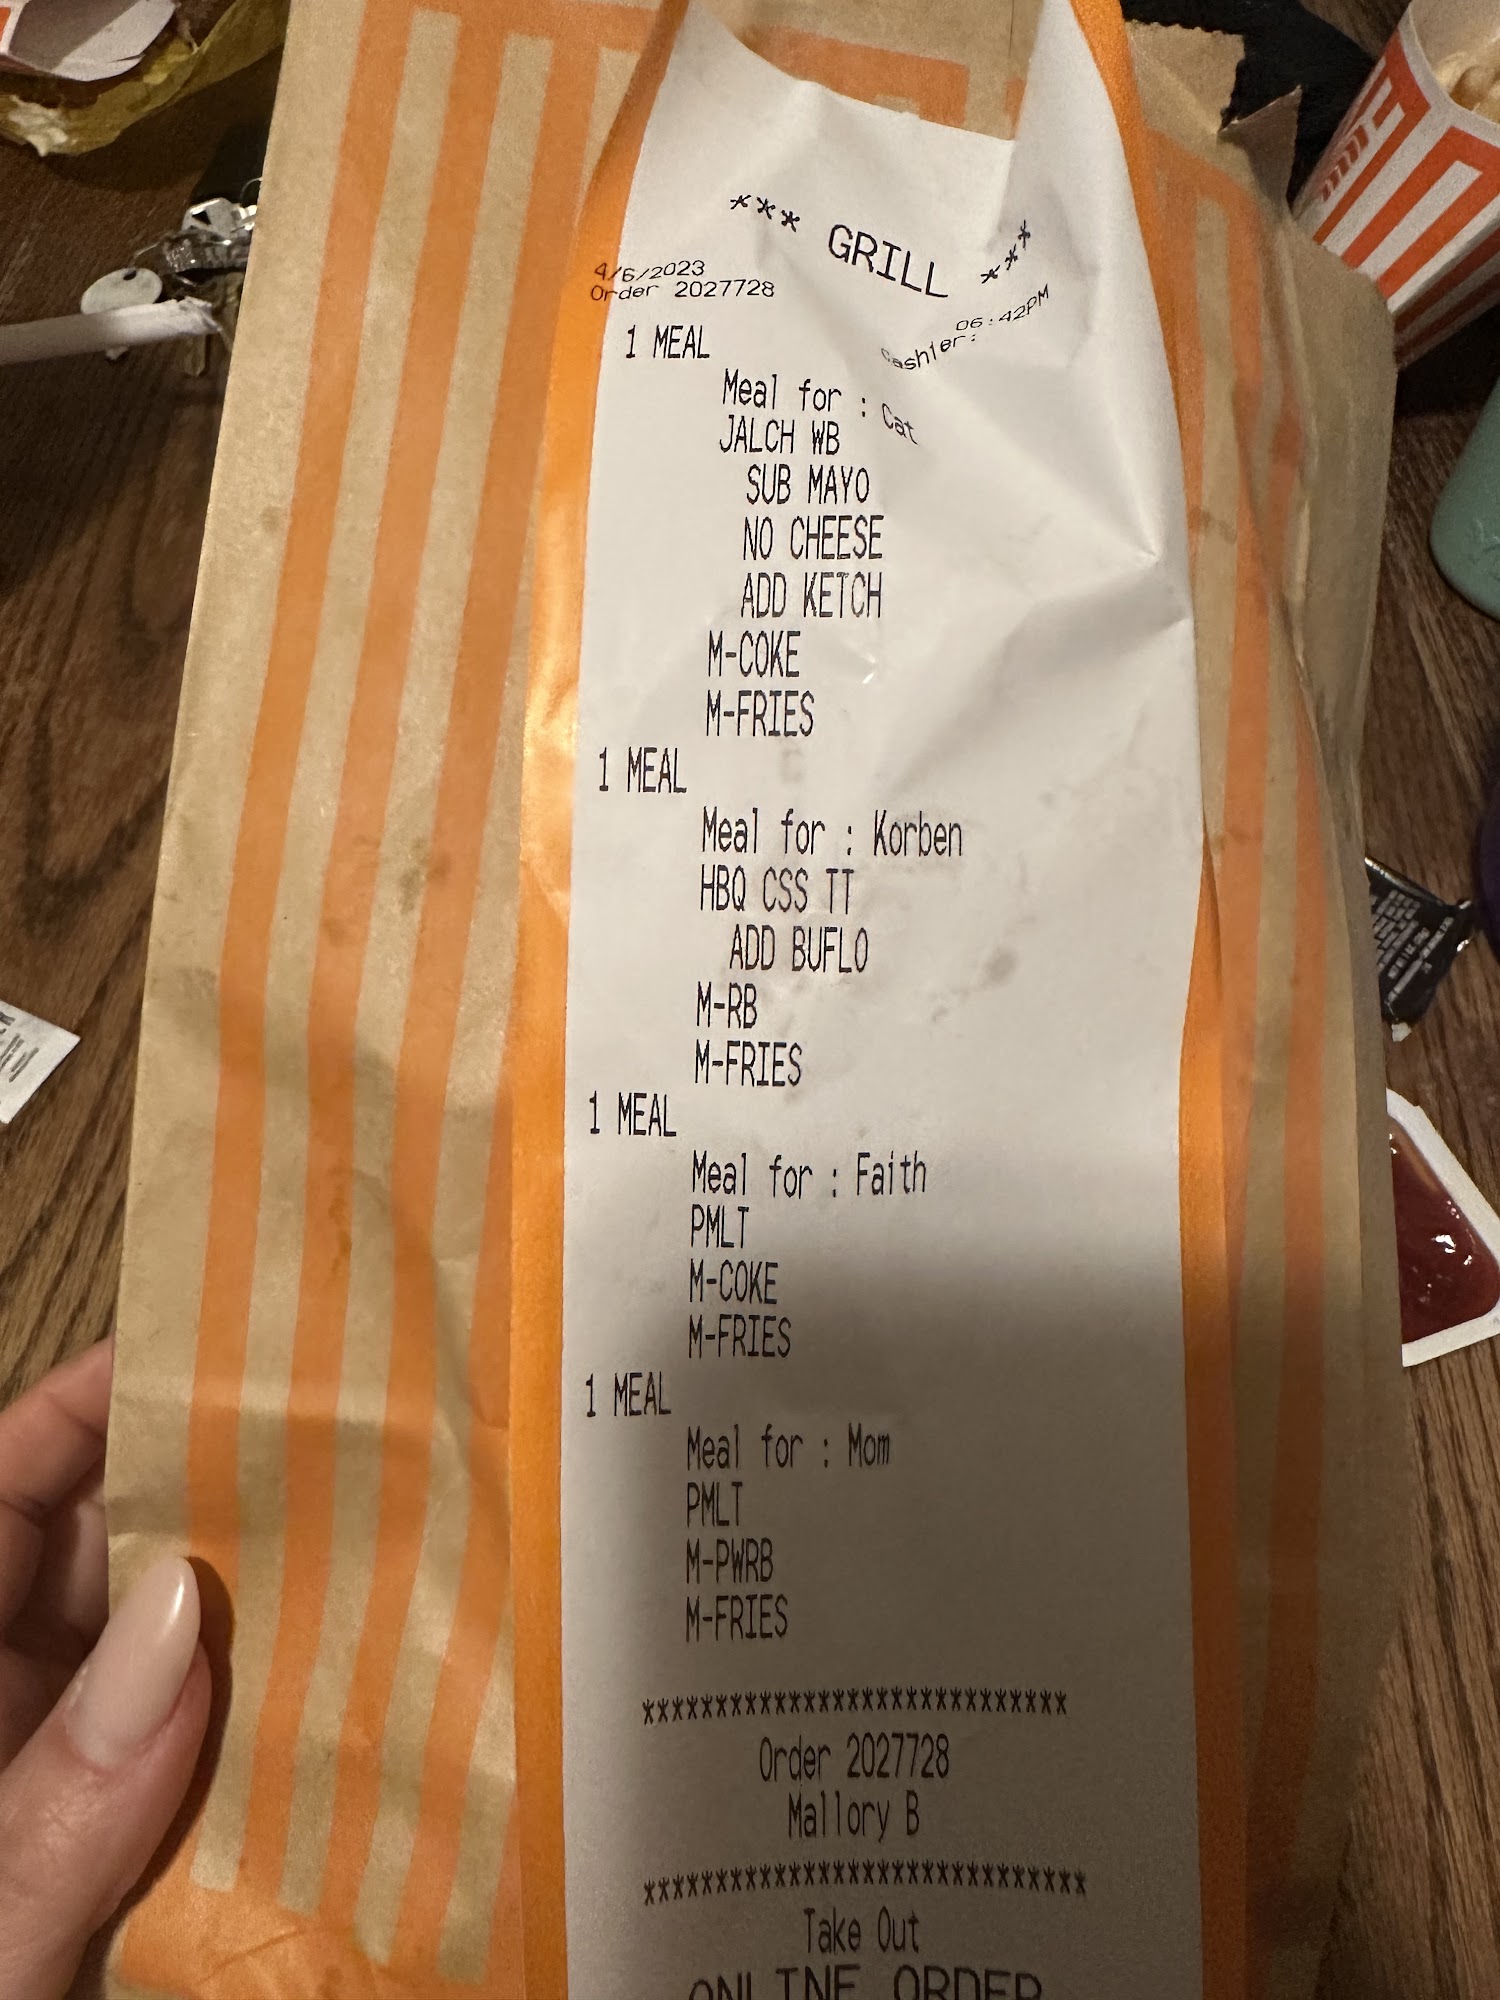 *** GRILL ***
4/6/2023 06:42PM
Order 2027728 Cashier:
1 MEAL
Meal for : Cat
JALCH WB
SUB MAYO
NO CHEESE
ADD KETCH
M-COKE
M-FRIES
1 MEAL
Meal for : Korben
HBQ CSS TT
ADD BUFLO
M-RB
M-FRIES
1 MEAL
Meal for : Faith
PMLT
M-COKE
M-FRIES
1 MEAL
Meal for : Mom
PMLT
M-PWRB
M-FRIES
*****************************
Order 2027728
Mallory B
******************************
Take Out
ONLINE ORDER